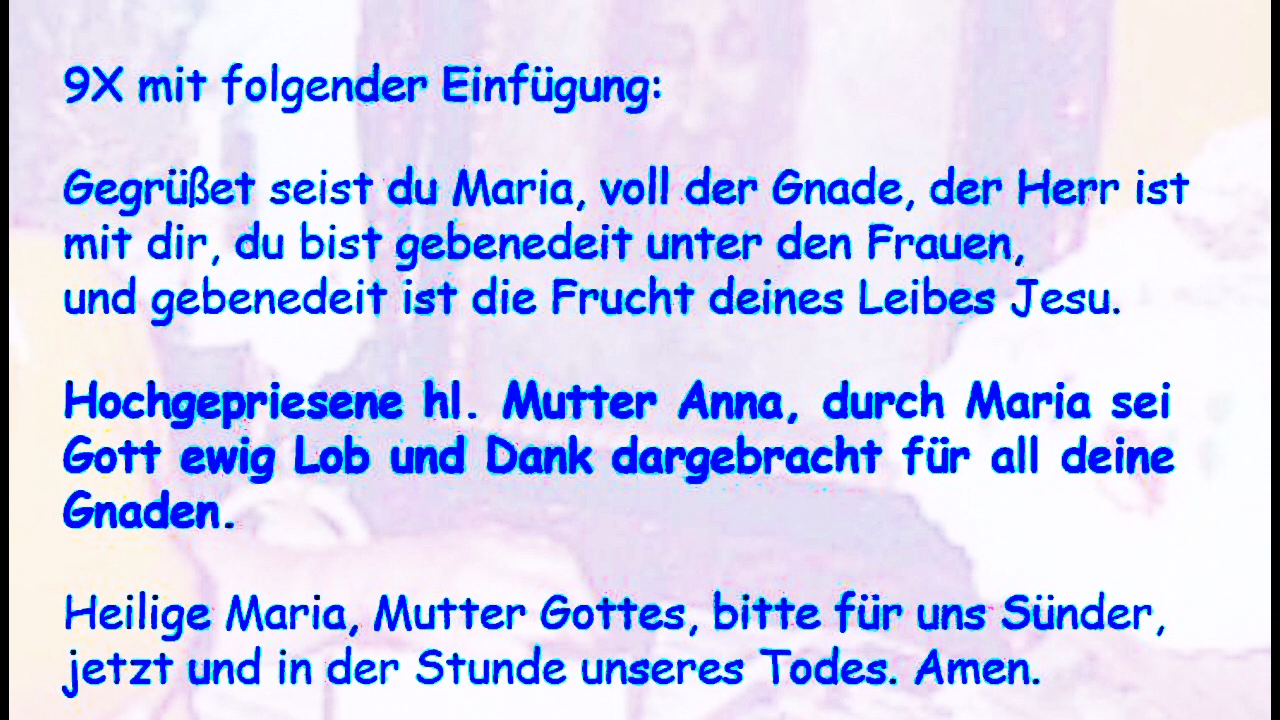 9X mit folgender Einfügung:
Gegrüßet seist du Maria, voll der Gnade, der Herr ist
mit dir, du bist gebenedeit unter den Frauen,
und gebenedeit ist die Frucht deines Leibes Jesu.
Hochgepriesene hl. Mutter Anna, durch Maria sei
Gott ewig Lob und Dank dargebracht für all deine
Gnaden.
Heilige Maria, Mutter Gottes, bitte für uns Sünder,
jetzt und in der Stunde unseres Todes. Amen.